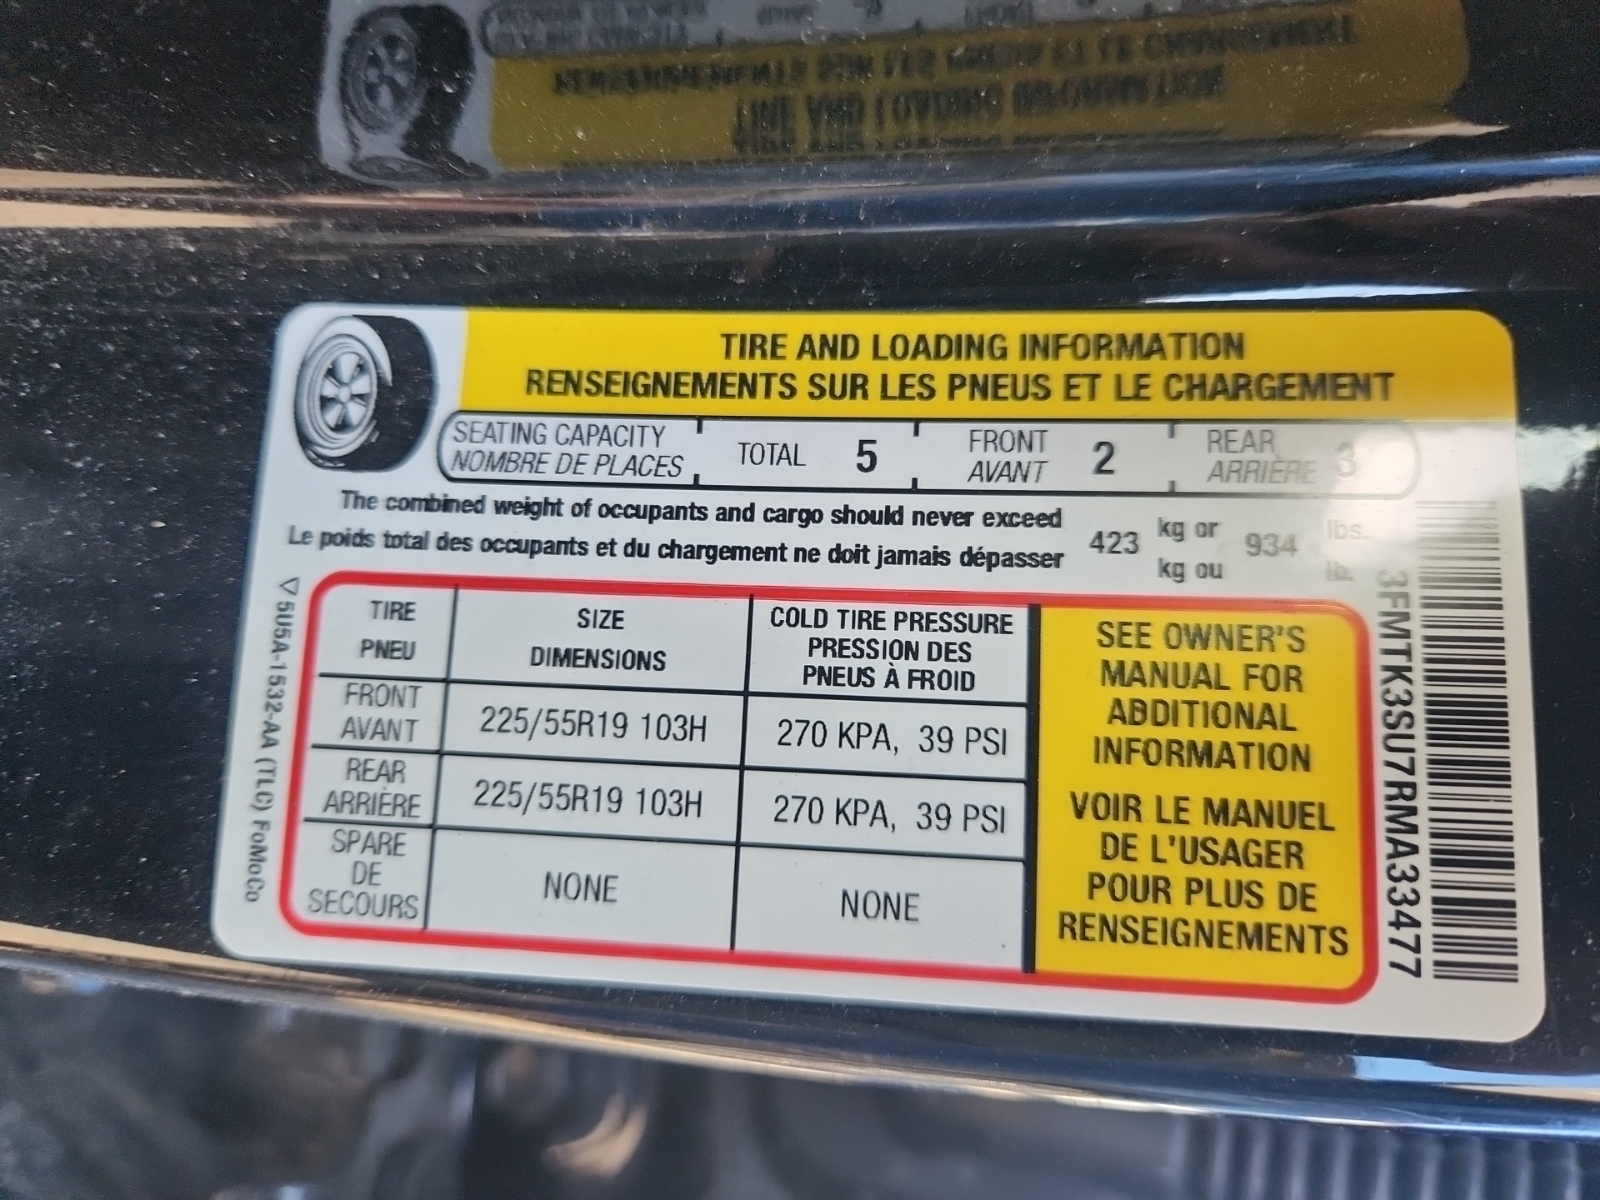 TIRE AND LOADING INFORMATION
RENSEIGNEMENTS SUR LES PNEUS ET LE CHARGEMENT
SEATING CAPACITY TOTAL 5 FRONT 2 REAR 3
NOMBRE DE PLACES AVANT ARRIÈRE
The combined weight of occupants and cargo should never exceed 423 kg or 934 lbs.
Le poids total des occupants et du chargement ne doit jamais dépasser kg ou lb.
TIRE SIZE COLD TIRE PRESSURE
PNEU DIMENSIONS PRESSION DES
PNEUS À FROID
FRONT
AVANT 225/55R19 103H 270 KPA, 39 PSI
REAR
ARRIÈRE 225/55R19 103H 270 KPA, 39 PSI
SPARE
DE
SECOURS NONE NONE
SEE OWNER'S
MANUAL FOR
ADDITIONAL
INFORMATION
VOIR LE MANUEL
DE L'USAGER
POUR PLUS DE
RENSEIGNEMENTS
3FMTK3SU7RMA33477
5U5A-1532-AA (TLC) FoMoCo